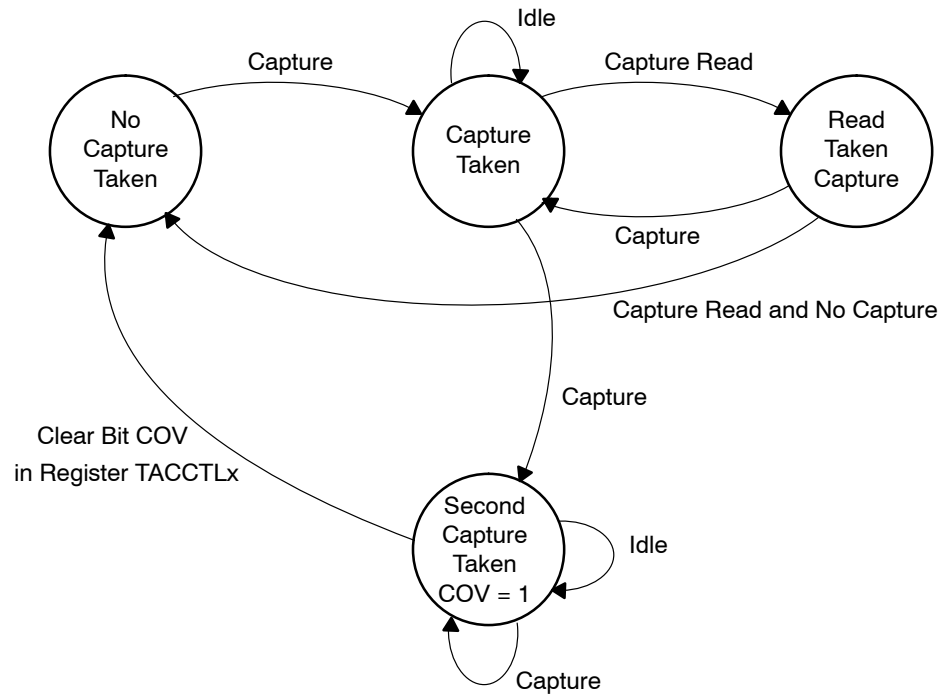 Idle
Capture
Capture Read
No
Capture
Taken
Capture
Taken
Read
Taken
Capture
Capture
Capture Read and No Capture
Capture
Clear Bit COV
in Register TACCTLx
Second
Capture
Taken
COV = 1
Idle
Capture